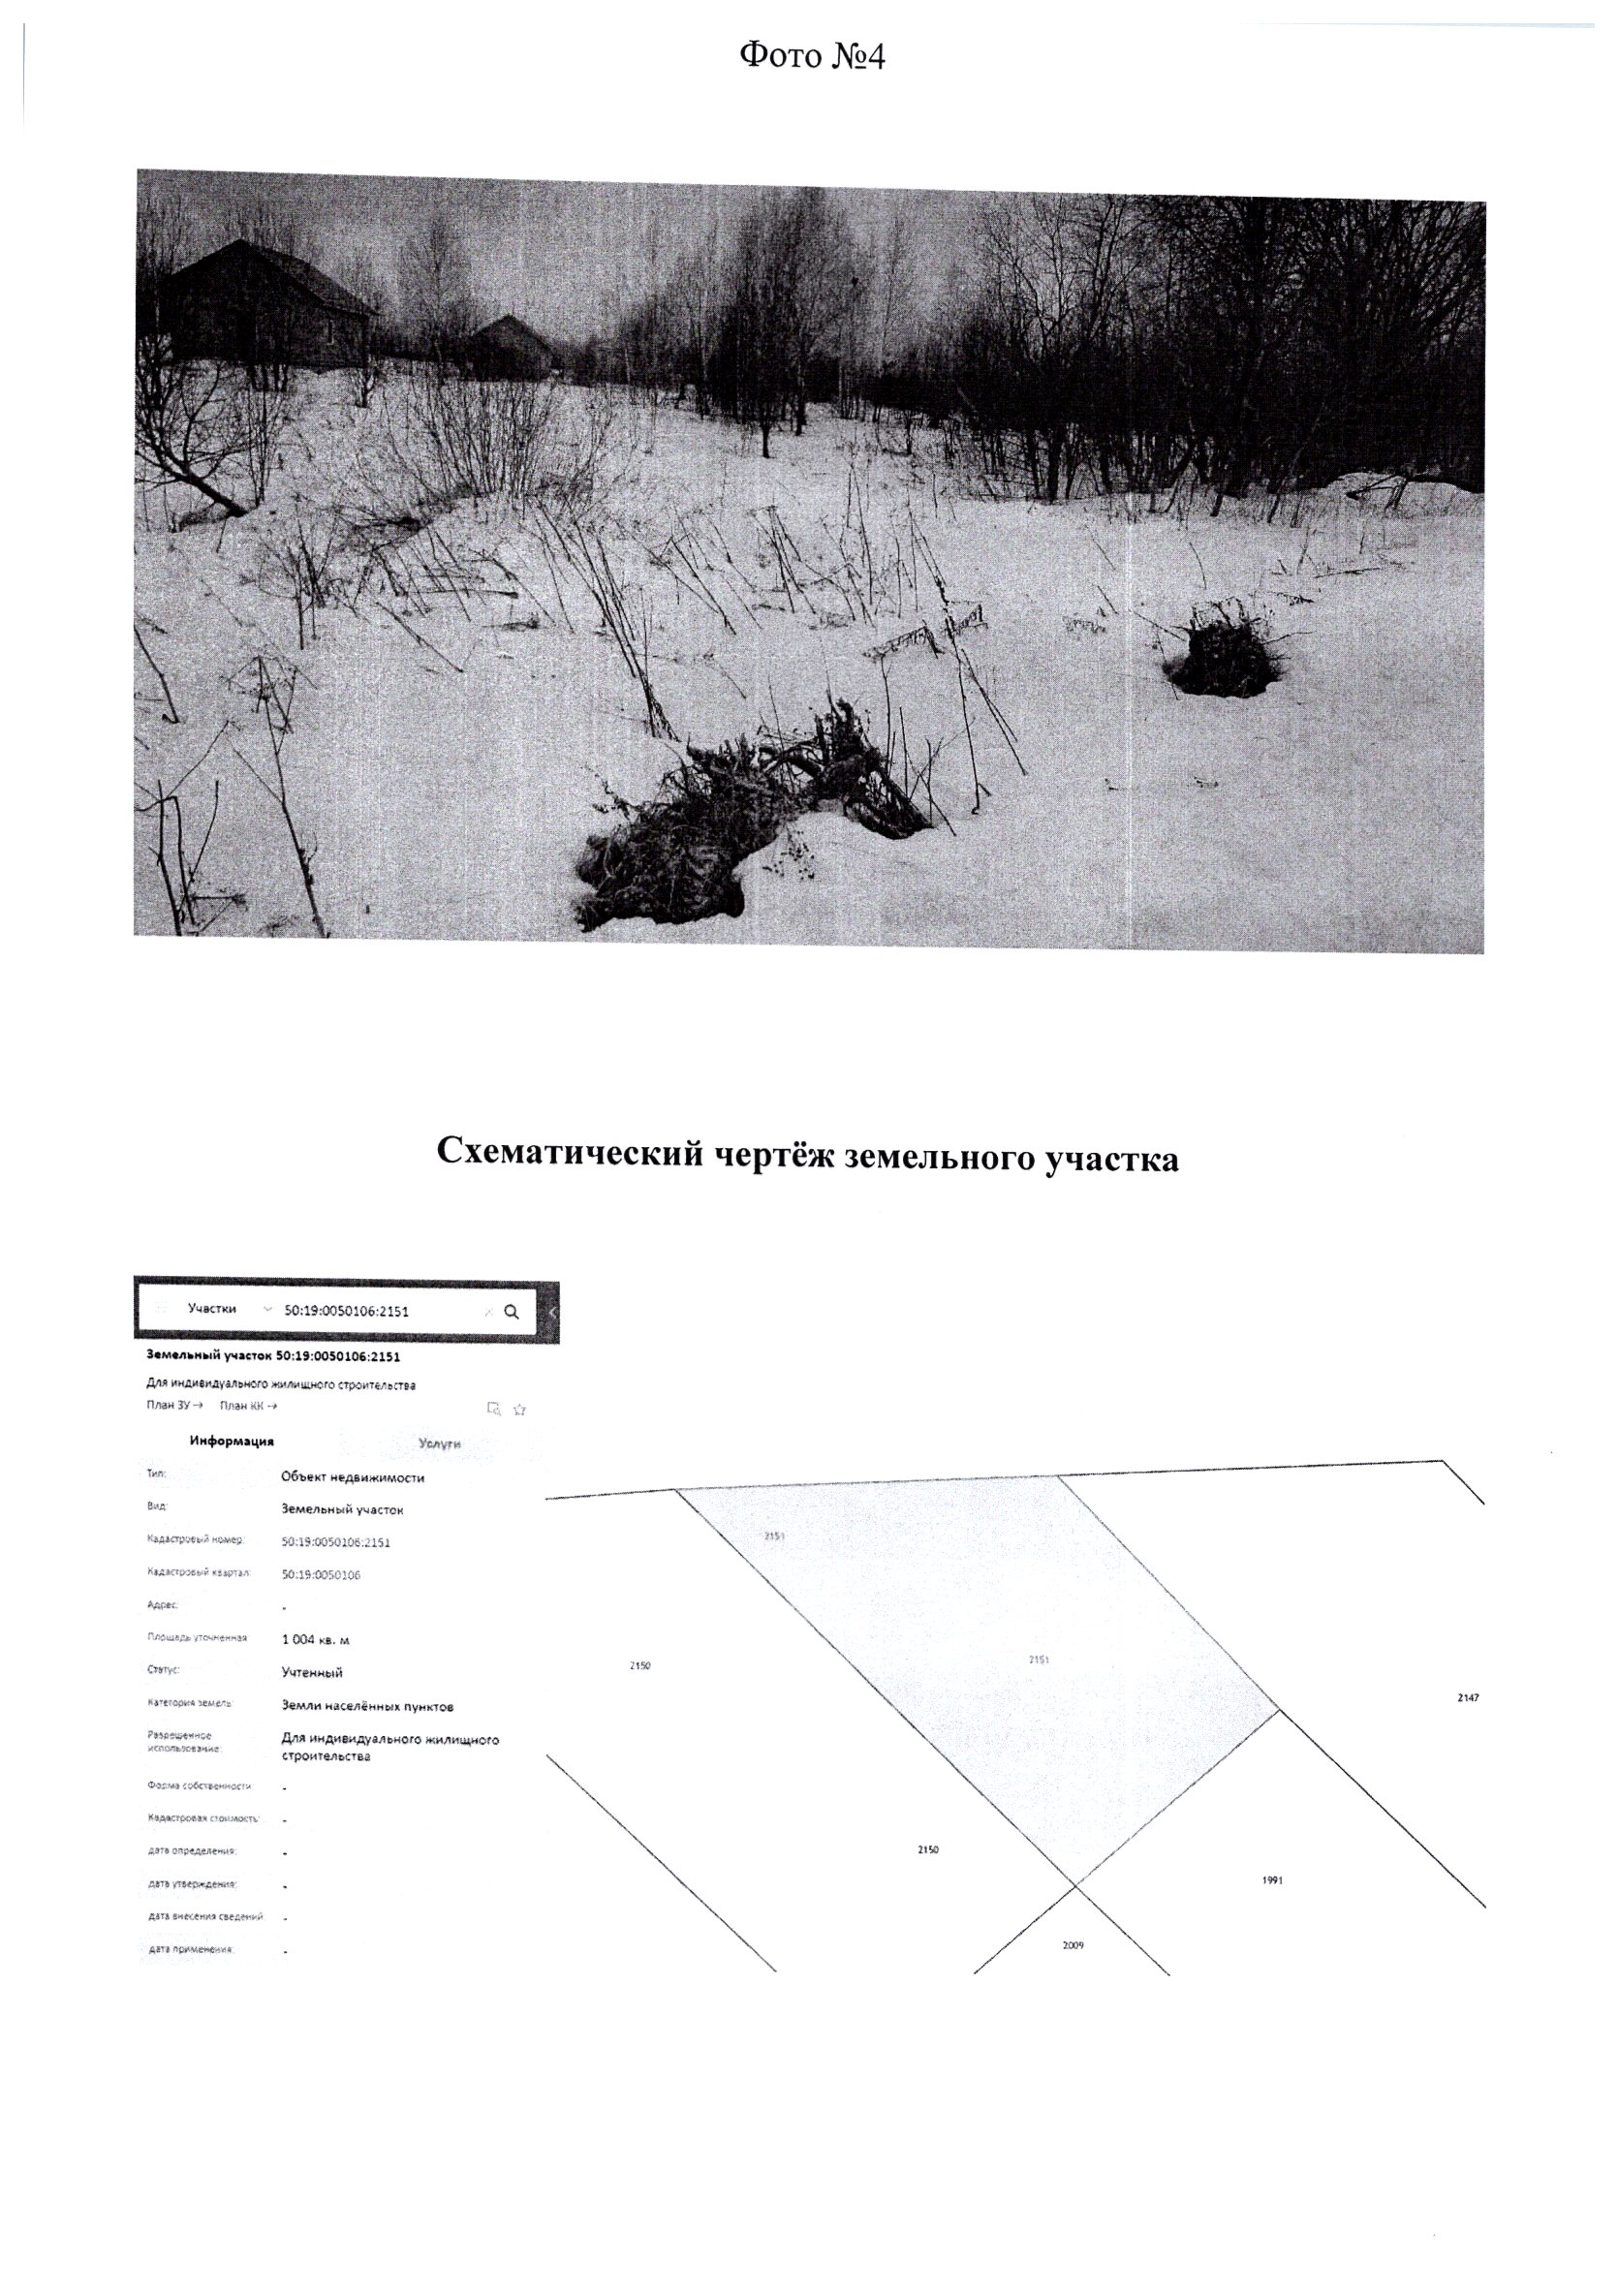 Фото №4
Схематический чертёж земельного участка
Участки 50:19:0050106:2151
Земельный участок 50:19:0050106:2151
Для индивидуального жилищного строительства
План ЗУ → План КК →
Информация Услуги
Тип: Объект недвижимости
Вид: Земельный участок
Кадастровый номер: 50:19:0050106:2151
Кадастровый квартал: 50:19:0050106
Адрес: -
Площадь уточненная 1 004 кв. м
Статус: Учтенный
Категория земель: Земли населённых пунктов
Разрешенное
использование: Для индивидуального жилищного
строительства
Форма собственности: -
Кадастровая стоимость: -
дата определения: -
дата утверждения: -
дата внесения сведений: -
дата применения: -
2151
2150
2151
2147
2150
1991
2009